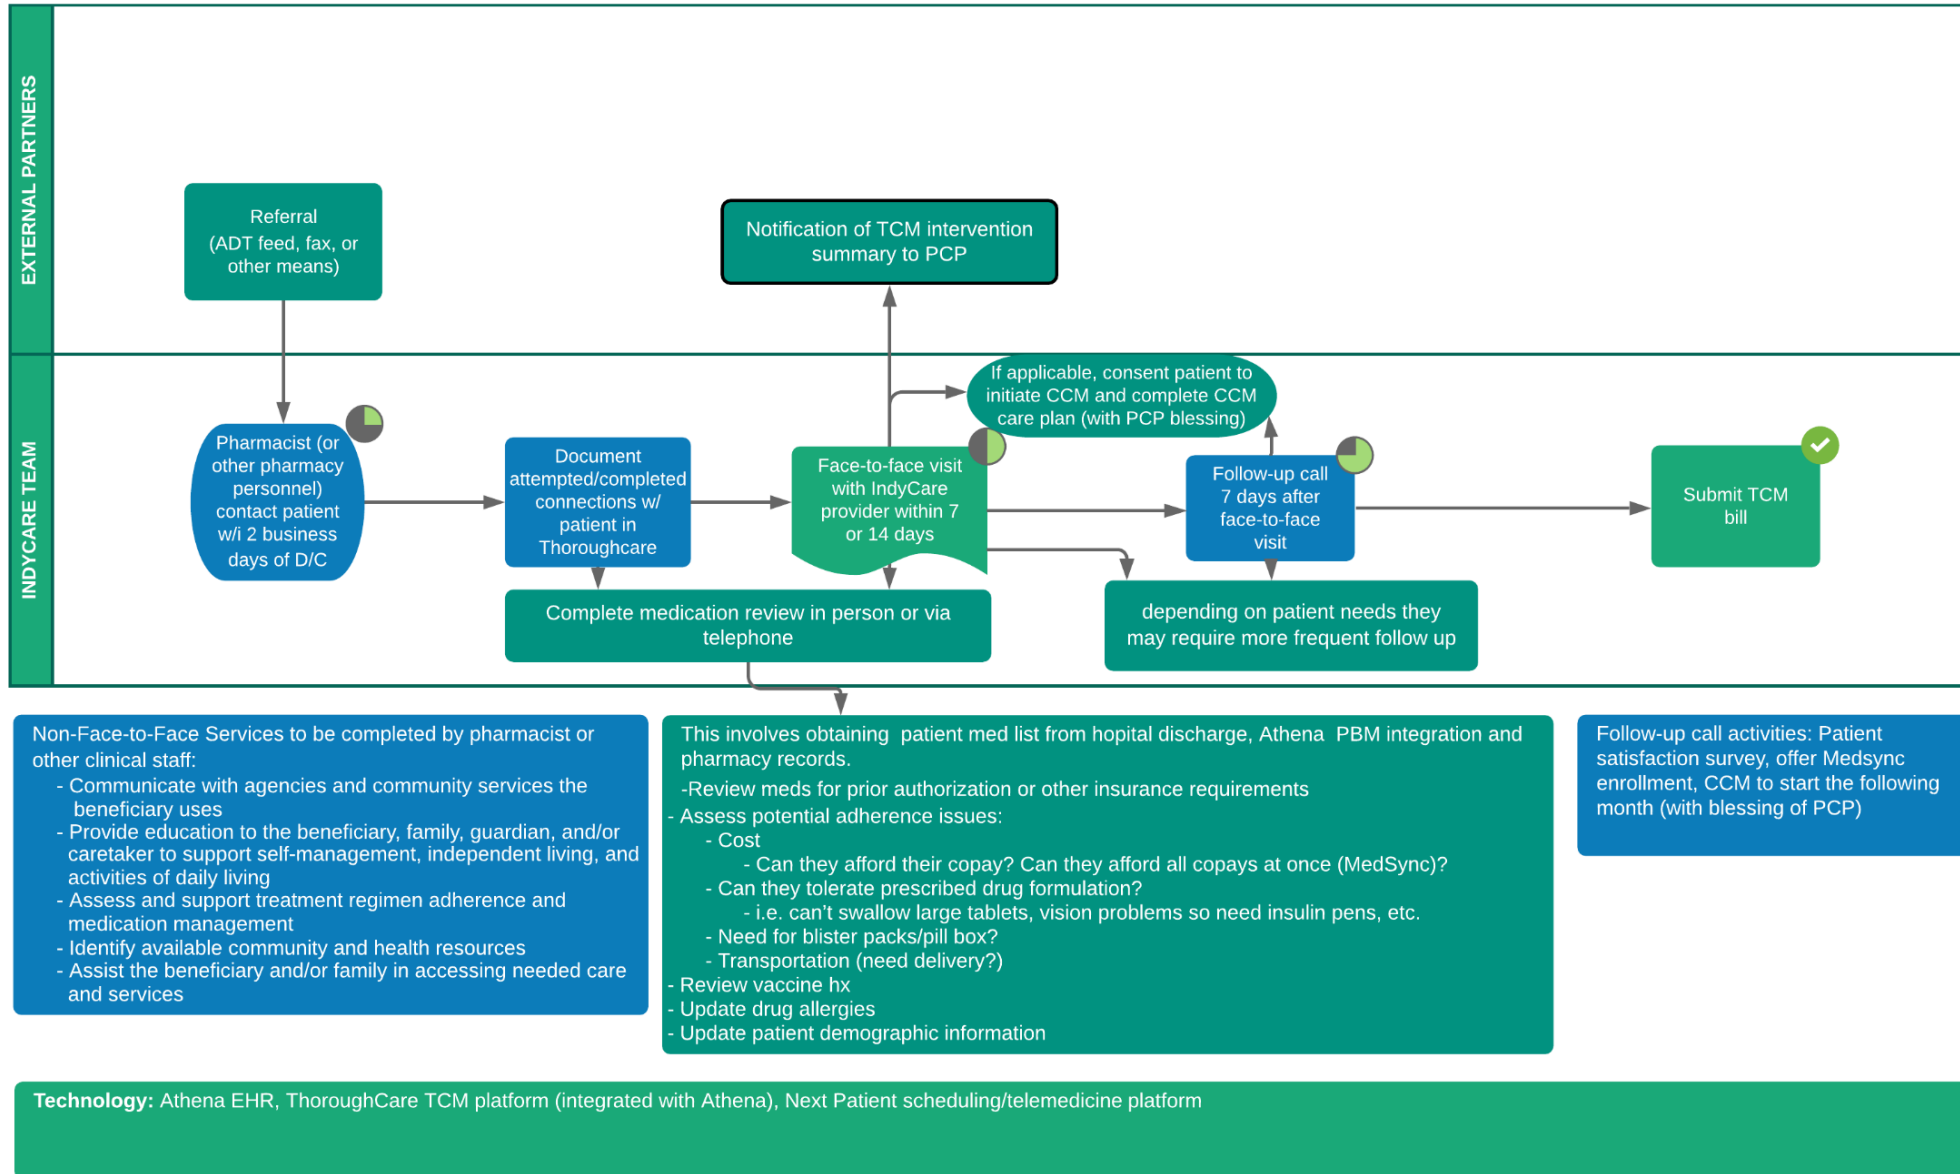 EXTERNAL PARTNERS
Referral
(ADT feed, fax, or
other means)
Notification of TCM intervention
summary to PCP
INDYCARE TEAM
Pharmacist (or
other pharmacy
personnel)
contact patient
w/i 2 business
days of D/C
Document
attempted/completed
connections w/
patient in
Thoroughcare
Face-to-face visit
with IndyCare
provider within 7
or 14 days
If applicable, consent patient to
initiate CCM and complete CCM
care plan (with PCP blessing)
Follow-up call
7 days after
face-to-face
visit
Submit TCM
bill
Complete medication review in person or via
telephone
depending on patient needs they
may require more frequent follow up
Non-Face-to-Face Services to be completed by pharmacist or
other clinical staff:
- Communicate with agencies and community services the
beneficiary uses
- Provide education to the beneficiary, family, guardian, and/or
caretaker to support self-management, independent living, and
activities of daily living
- Assess and support treatment regimen adherence and
medication management
- Identify available community and health resources
- Assist the beneficiary and/or family in accessing needed care
and services
This involves obtaining  patient med list from hopital discharge, Athena  PBM integration and
pharmacy records.
-Review meds for prior authorization or other insurance requirements
- Assess potential adherence issues:
- Cost
- Can they afford their copay? Can they afford all copays at once (MedSync)?
- Can they tolerate prescribed drug formulation?
- i.e. can’t swallow large tablets, vision problems so need insulin pens, etc.
- Need for blister packs/pill box?
- Transportation (need delivery?)
- Review vaccine hx
- Update drug allergies
- Update patient demographic information
Follow-up call activities: Patient
satisfaction survey, offer Medsync
enrollment, CCM to start the following
month (with blessing of PCP)
Technology: Athena EHR, ThoroughCare TCM platform (integrated with Athena), Next Patient scheduling/telemedicine platform